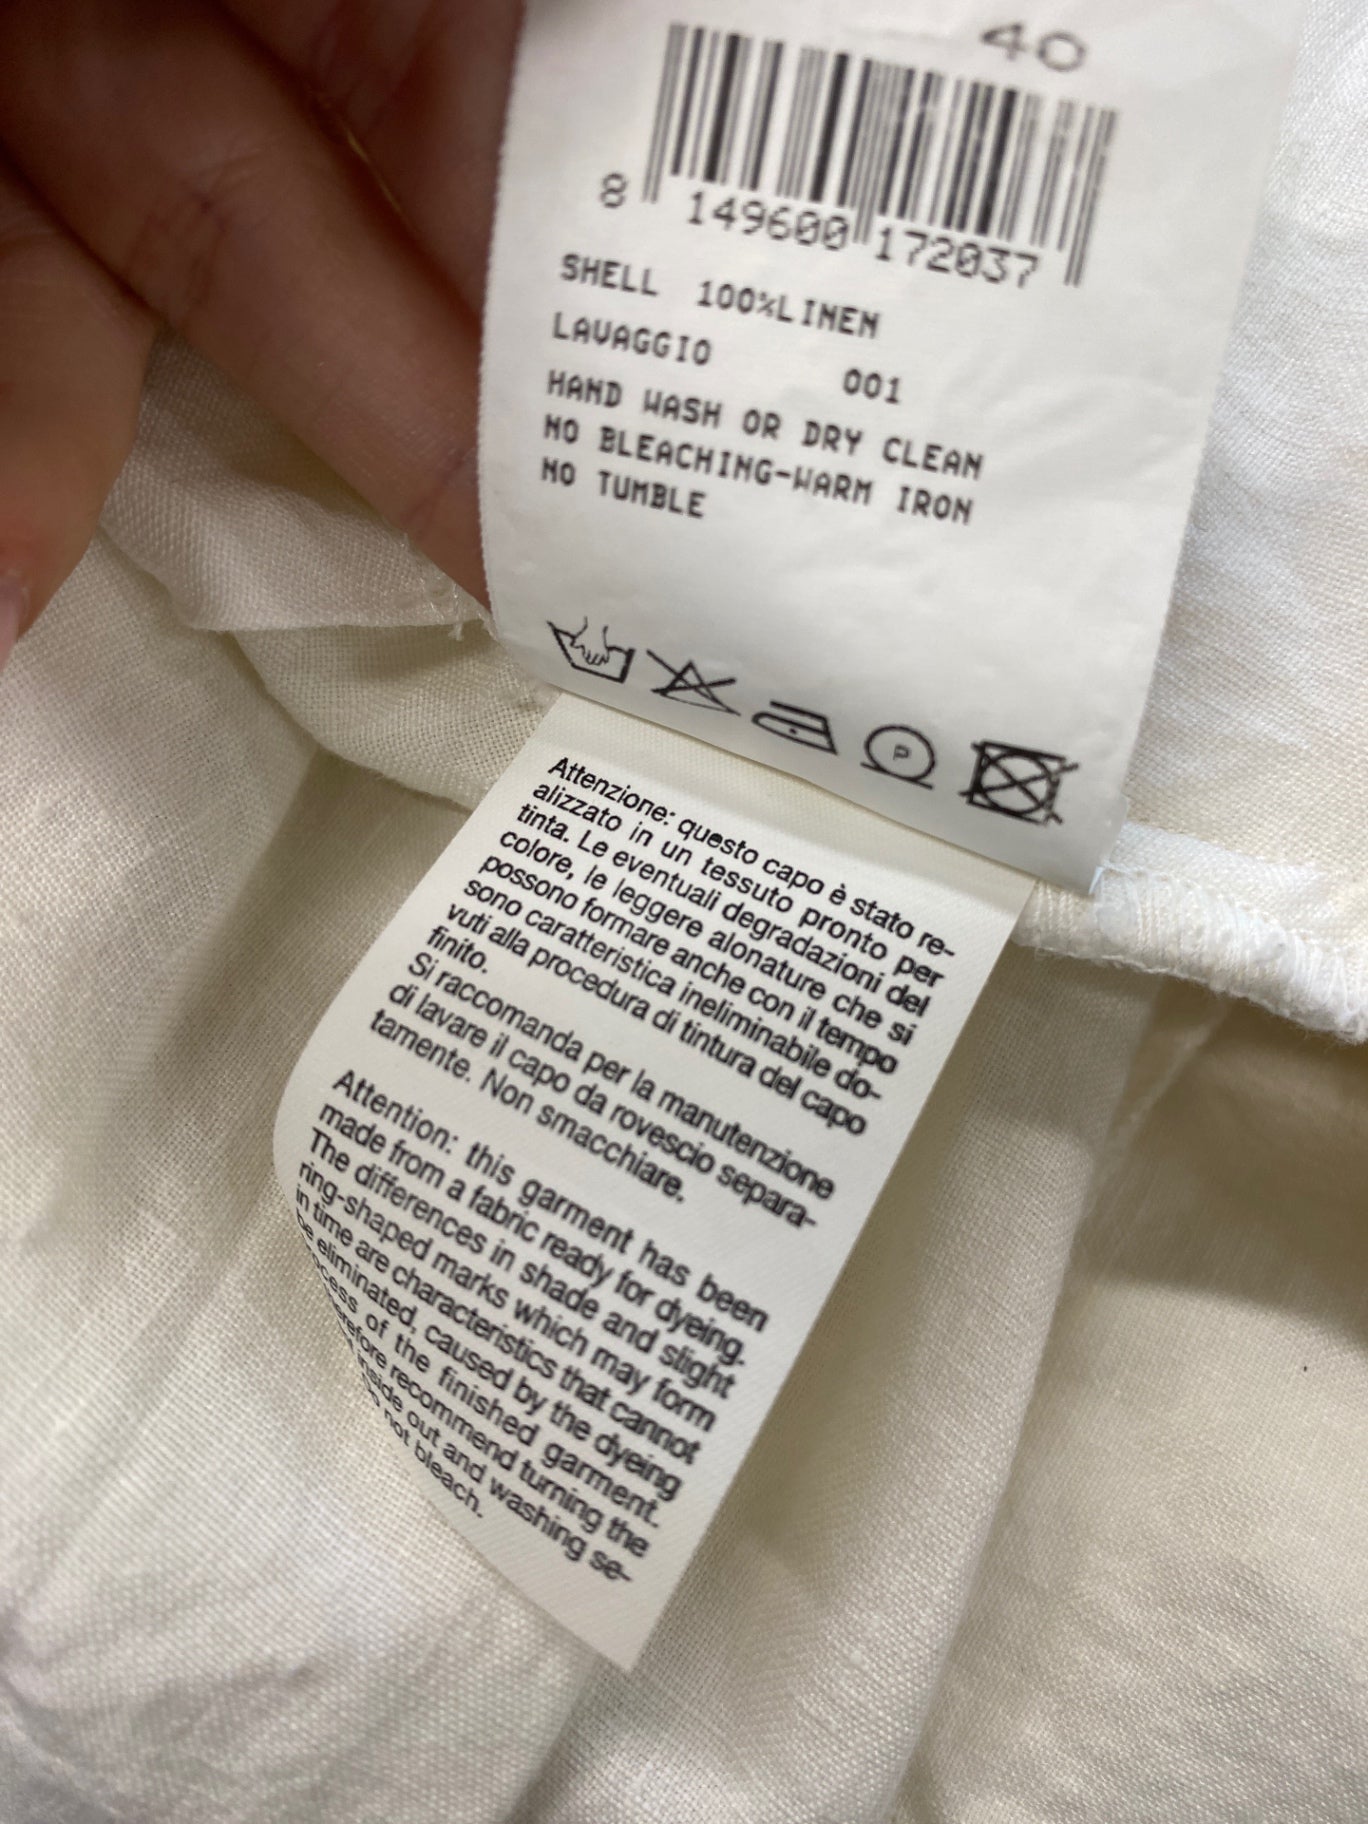 40
8 149600 172037
SHELL 100%LINEN
LAVAGGIO 001
HAND WASH OR DRY CLEAN
NO BLEACHING-WARM IRON
NO TUMBLE
P
Attenzione: questo capo è stato re-
alizzato in un tessuto pronto per
tinta. Le eventuali degradazioni del
colore, le leggere alonature che si
possono formare anche con il tempo
sono caratteristica ineliminabile do-
vuti alla procedura di tintura del capo
finito.
Si raccomanda per la manutenzione
di lavare il capo da rovescio separa-
tamente. Non smacchiare.
Attention: this garment has been
made from a fabric ready for dyeing.
The differences in shade and slight
ring-shaped marks which may form
in time are characteristics that cannot
be eliminated, caused by the dyeing
ocess of the finished garment.
erefore recommend turning the
inside out and washing se-
not bleach.